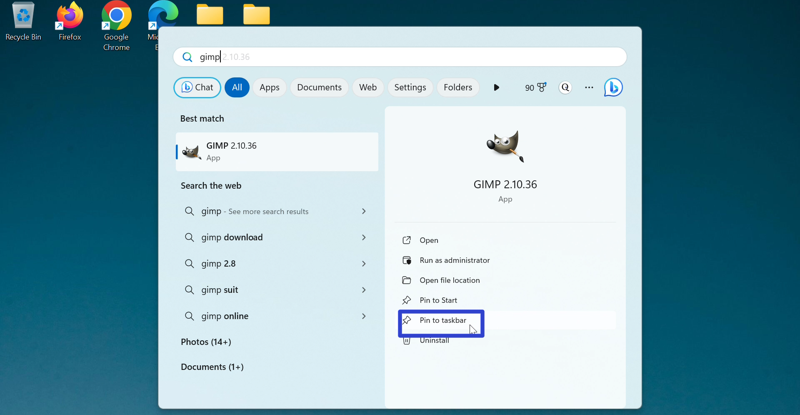 Recycle Bin
Firefox
Google
Chrome
gimp 2.10.36
Chat
All
Apps
Documents
Web
Settings
Folders
90
Best match
GIMP 2.10.36
App
Search the web
gimp - See more search results
gimp download
gimp 2.8
gimp suit
gimp online
Photos (14+)
Documents (1+)
GIMP 2.10.36
App
Open
Run as administrator
Open file location
Pin to Start
Pin to taskbar
Uninstall